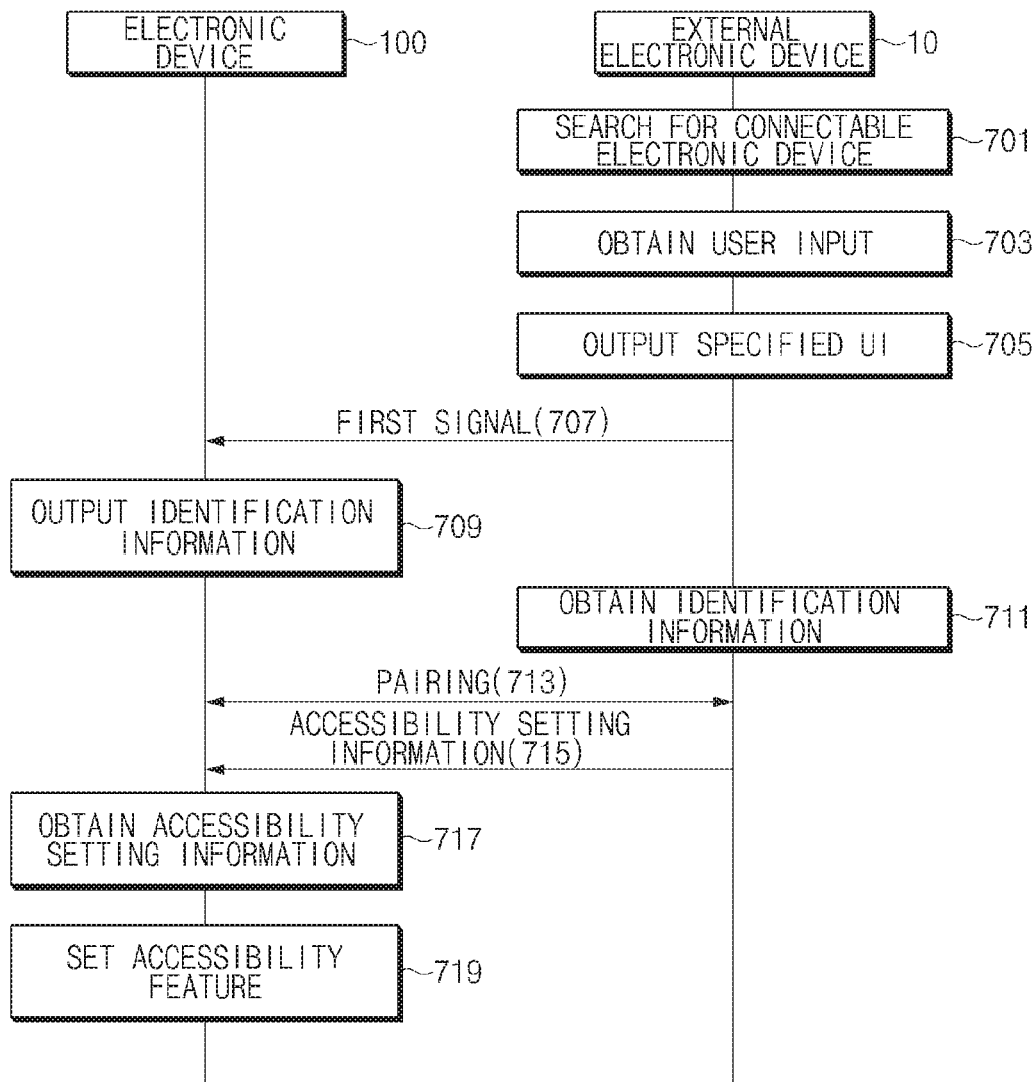 ELECTRONIC
DEVICE
100
EXTERNAL
ELECTRONIC DEVICE
10
SEARCH FOR CONNECTABLE
ELECTRONIC DEVICE
701
OBTAIN USER INPUT
703
OUTPUT SPECIFIED UI
705
FIRST SIGNAL(707)
OUTPUT IDENTIFICATION
INFORMATION
709
OBTAIN IDENTIFICATION
INFORMATION
711
PAIRING(713)
ACCESSIBILITY SETTING
INFORMATION(715)
OBTAIN ACCESSIBILITY
SETTING INFORMATION
717
SET ACCESSIBILITY
FEATURE
719